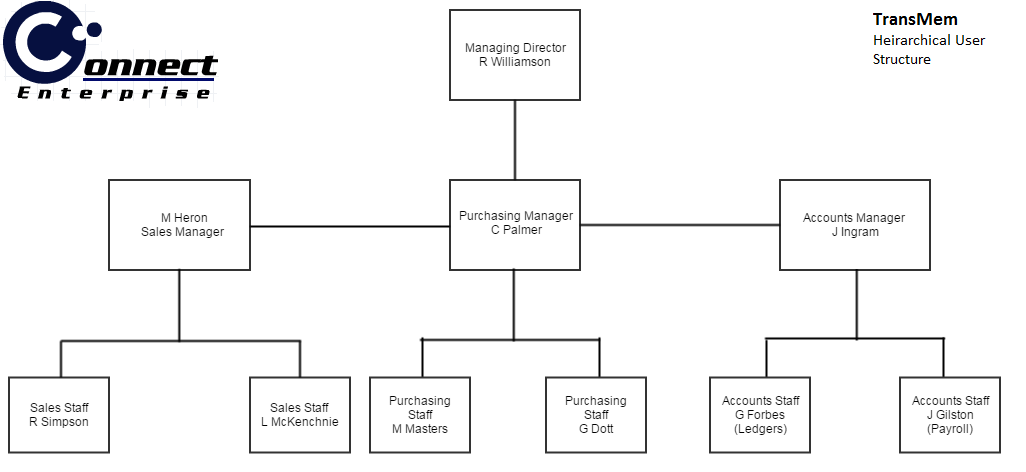 Connect
Enterprise
TransMem
Heirarchical User
Structure
Managing Director
R Williamson
M Heron
Sales Manager
Purchasing Manager
C Palmer
Accounts Manager
J Ingram
Sales Staff
R Simpson
Sales Staff
L McKenchnie
Purchasing
Staff
M Masters
Purchasing
Staff
G Dott
Accounts Staff
G Forbes
(Ledgers)
Accounts Staff
J Gilston
(Payroll)